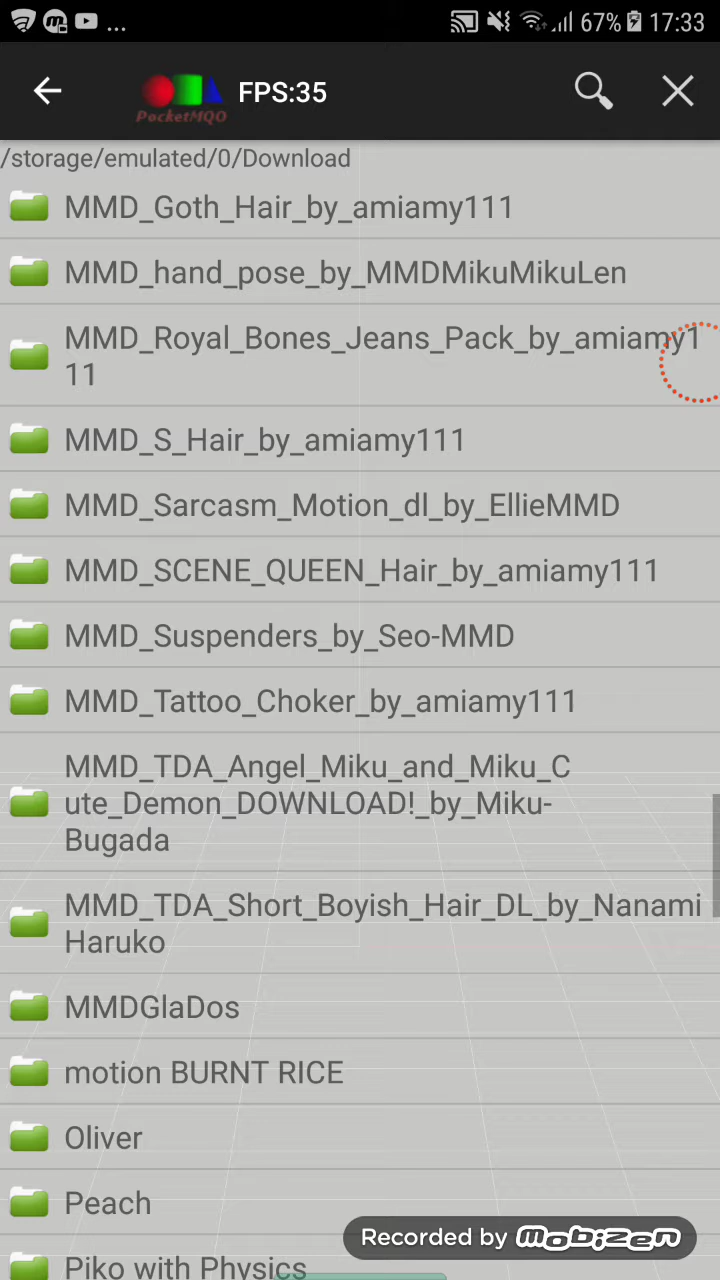 ... 67% 17:33
PocketMQO FPS:35
/storage/emulated/0/Download
MMD_Goth_Hair_by_amiamy111
MMD_hand_pose_by_MMDMikuMikuLen
MMD_Royal_Bones_Jeans_Pack_by_amiamy1
11
MMD_S_Hair_by_amiamy111
MMD_Sarcasm_Motion_dl_by_EllieMMD
MMD_SCENE_QUEEN_Hair_by_amiamy111
MMD_Suspenders_by_Seo-MMD
MMD_Tattoo_Choker_by_amiamy111
MMD_TDA_Angel_Miku_and_Miku_C
ute_Demon_DOWNLOAD!_by_Miku-
Bugada
MMD_TDA_Short_Boyish_Hair_DL_by_Nanami
Haruko
MMDGlaDos
motion BURNT RICE
Oliver
Peach
Recorded by mobizen
Piko with Physics